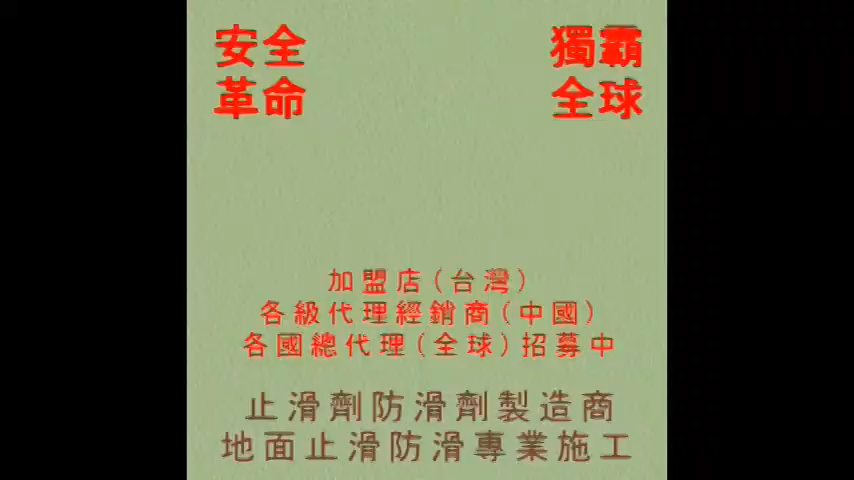 安全
革命
獨霸
全球
加盟店(台灣)
各級代理經銷商(中國)
各國總代理(全球)招募中
止滑劑防滑劑製造商
地面止滑防滑專業施工